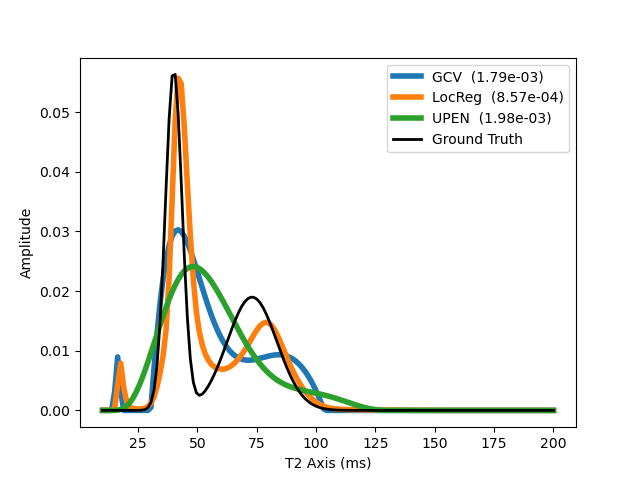 GCV (1.79e-03)
LocReg (8.57e-04)
UPEN (1.98e-03)
Ground Truth
Amplitude
0.05
0.04
0.03
0.02
0.01
0.00
25 50 75 100 125 150 175 200
T2 Axis (ms)